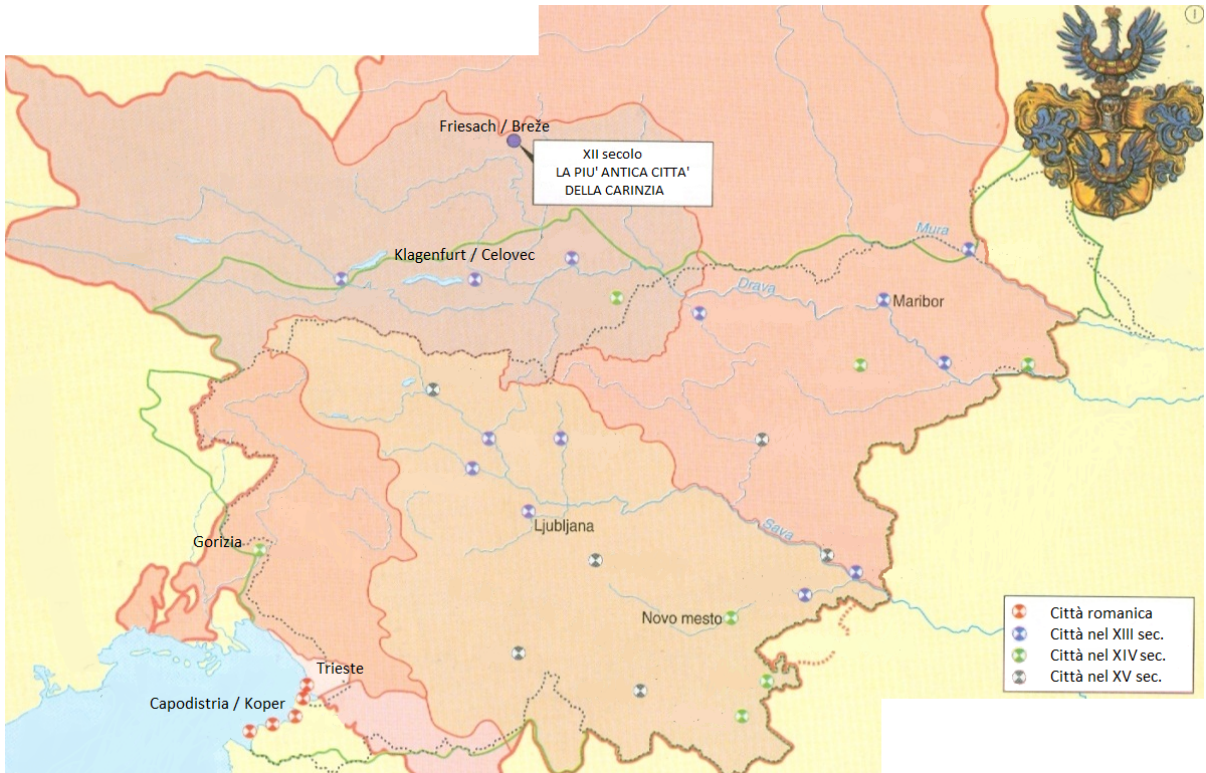 Friesach / Breže
XII secolo
LA PIU' ANTICA CITTA'
DELLA CARINZIA
Mura
Klagenfurt / Celovec
Drava
Maribor
Ljubljana
Sava
Gorizia
Novo mesto
Trieste
Capodistria / Koper
Città romanica
Città nel XIII sec.
Città nel XIV sec.
Città nel XV sec.